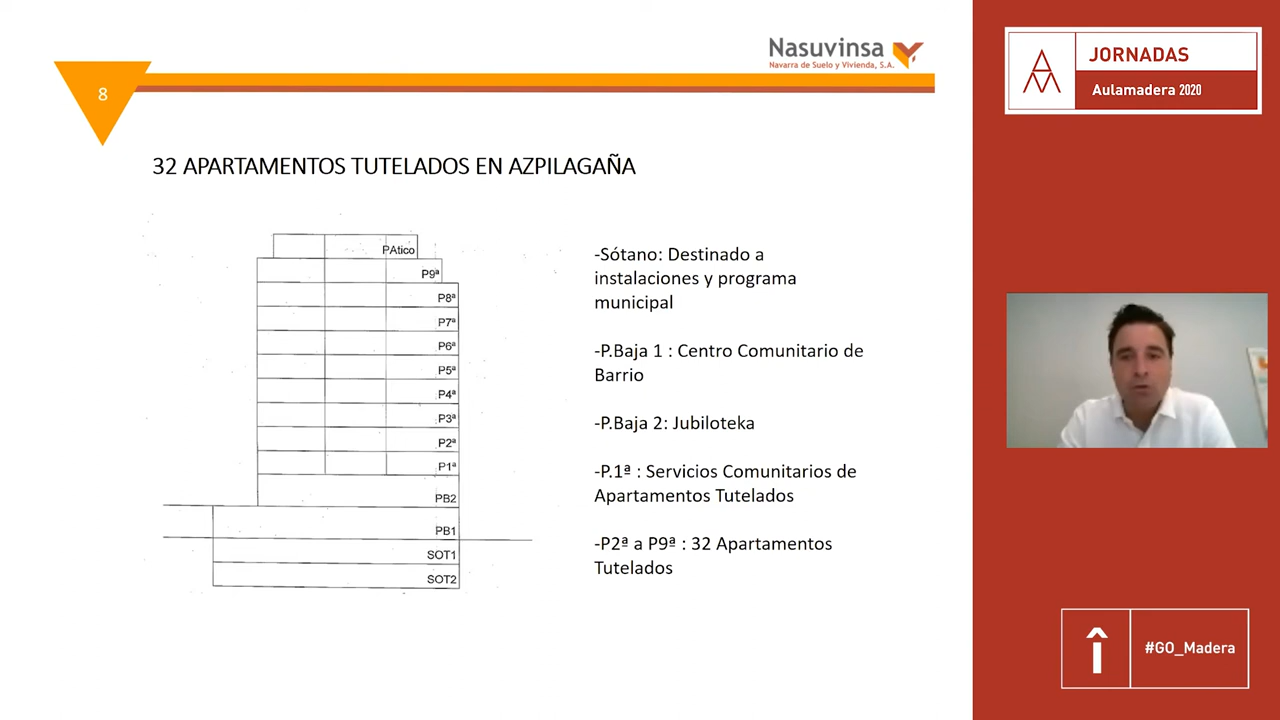 Nasuvinsa
Navarra de Suelo y Vivienda, S.A.
8
32 APARTAMENTOS TUTELADOS EN AZPILAGAÑA
PAtico
P9ª
P8ª
P7ª
P6ª
P5ª
P4ª
P3ª
P2ª
P1ª
PB2
PB1
SOT1
SOT2
-Sótano: Destinado a
instalaciones y programa
municipal
-P.Baja 1 : Centro Comunitario de
Barrio
-P.Baja 2: Jubiloteka
-P.1ª : Servicios Comunitarios de
Apartamentos Tutelados
-P2ª a P9ª : 32 Apartamentos
Tutelados
JORNADAS
Aulamadera 2020
#GO_Madera